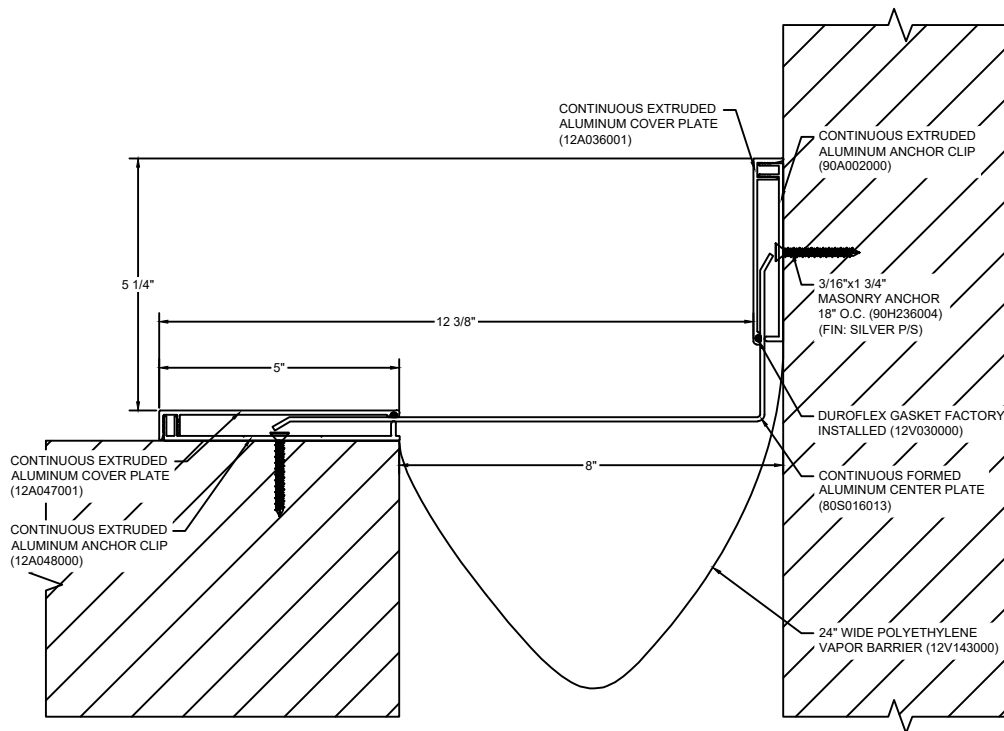 CONTINUOUS EXTRUDED
ALUMINUM COVER PLATE
(12A036001)
CONTINUOUS EXTRUDED
ALUMINUM ANCHOR CLIP
(90A002000)
5 1/4"
3/16"x1 3/4"
MASONRY ANCHOR
18" O.C. (90H236004)
(FIN: SILVER P/S)
12 3/8"
5"
DUROFLEX GASKET FACTORY
INSTALLED (12V030000)
CONTINUOUS EXTRUDED
ALUMINUM COVER PLATE
(12A047001)
8"
CONTINUOUS FORMED
ALUMINUM CENTER PLATE
(80S016013)
CONTINUOUS EXTRUDED
ALUMINUM ANCHOR CLIP
(12A048000)
24" WIDE POLYETHYLENE
VAPOR BARRIER (12V143000)